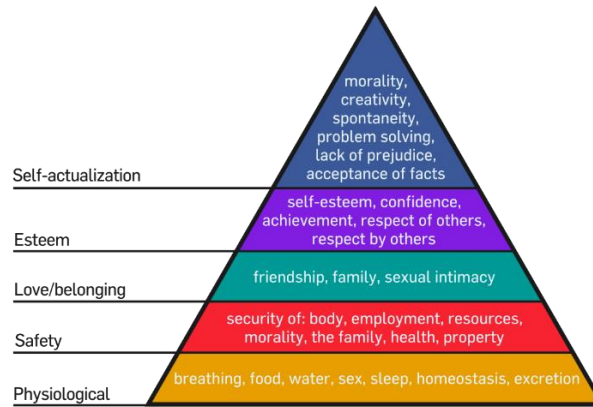 morality,
creativity,
spontaneity,
problem solving,
lack of prejudice,
acceptance of facts
Self-actualization
self-esteem, confidence,
achievement, respect of others,
respect by others
Esteem
friendship, family, sexual intimacy
Love/belonging
security of: body, employment, resources,
morality, the family, health, property
Safety
breathing, food, water, sex, sleep, homeostasis, excretion
Physiological